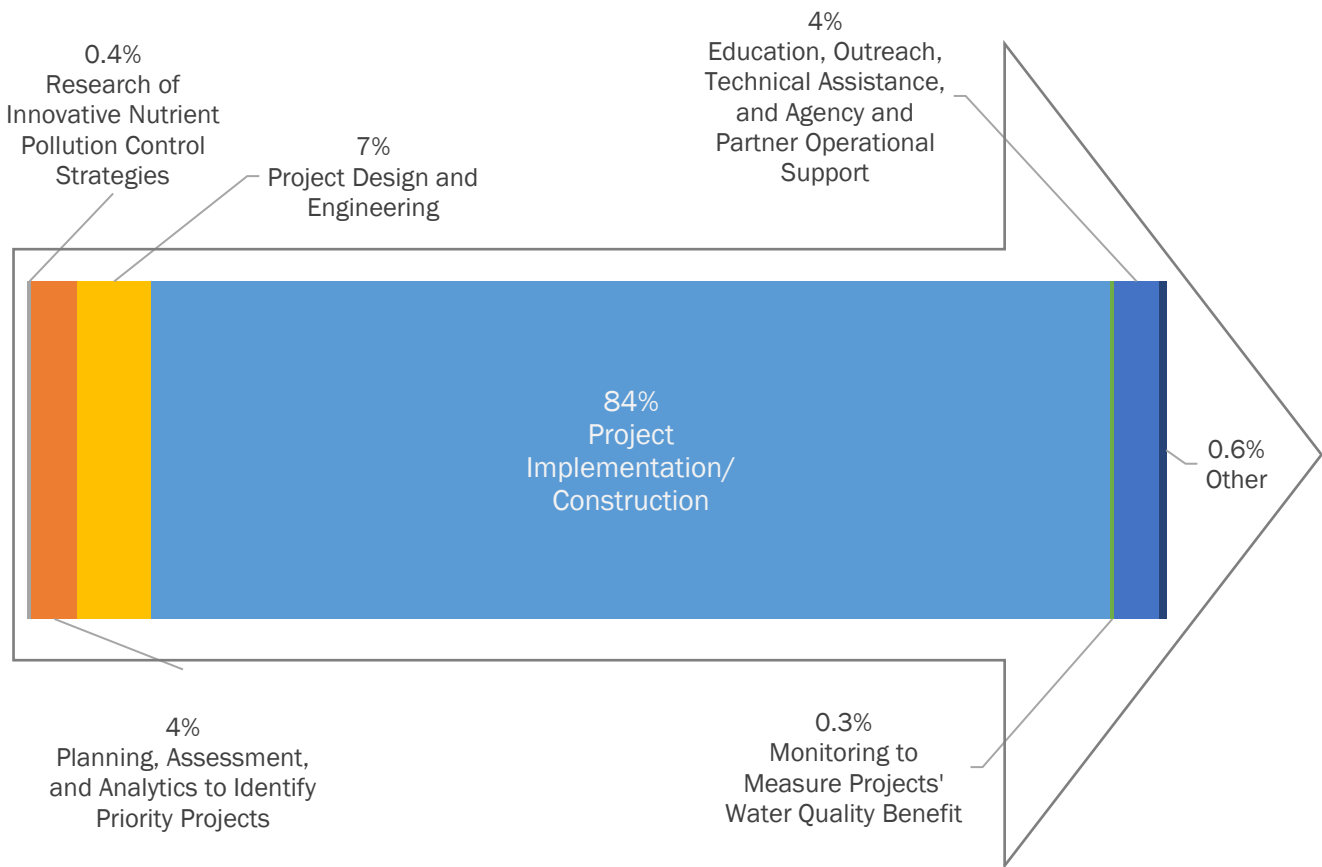 0.4%
Research of
Innovative Nutrient
Pollution Control
Strategies
7%
Project Design and
Engineering
4%
Education, Outreach,
Technical Assistance,
and Agency and
Partner Operational
Support
84%
Project
Implementation/
Construction
0.6%
Other
4%
Planning, Assessment,
and Analytics to Identify
Priority Projects
0.3%
Monitoring to
Measure Projects'
Water Quality Benefit